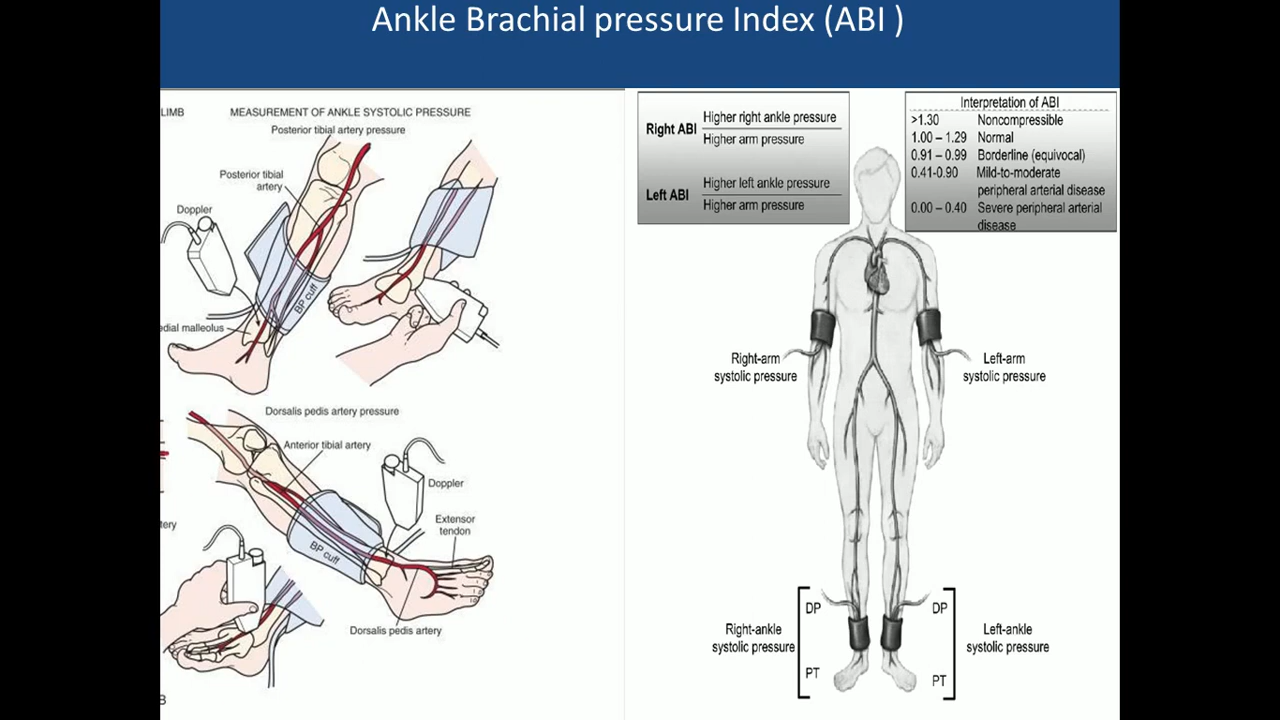 Ankle Brachial pressure Index (ABI )
LIMB
MEASUREMENT OF ANKLE SYSTOLIC PRESSURE
Posterior tibial artery pressure
Posterior tibial
artery
Doppler
BP cuff
edial malleolus
Dorsalis pedis artery pressure
Anterior tibial artery
Doppler
Extensor
tendon
tery
BP cuff
Dorsalis pedis artery
B
Right ABI
Higher right ankle pressure
Higher arm pressure
Left ABI
Higher left ankle pressure
Higher arm pressure
Interpretation of ABI
>1.30 Noncompressible
1.00 – 1.29 Normal
0.91 – 0.99 Borderline (equivocal)
0.41-0.90 Mild-to-moderate
peripheral arterial disease
0.00 – 0.40 Severe peripheral arterial
disease
Right-arm
systolic pressure
Left-arm
systolic pressure
DP
DP
Right-ankle
systolic pressure
Left-ankle
systolic pressure
PT
PT